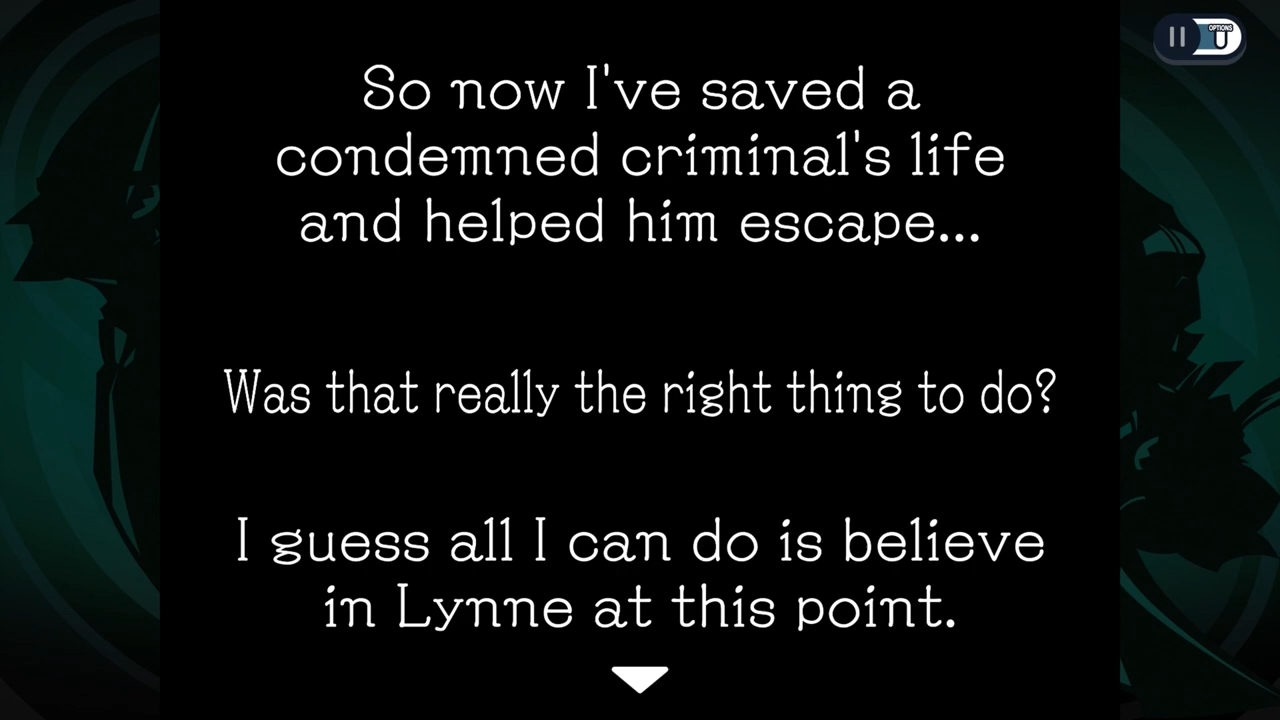 OPTIONS
So now I've saved a
condemned criminal's life
and helped him escape...
Was that really the right thing to do?
I guess all I can do is believe
in Lynne at this point.